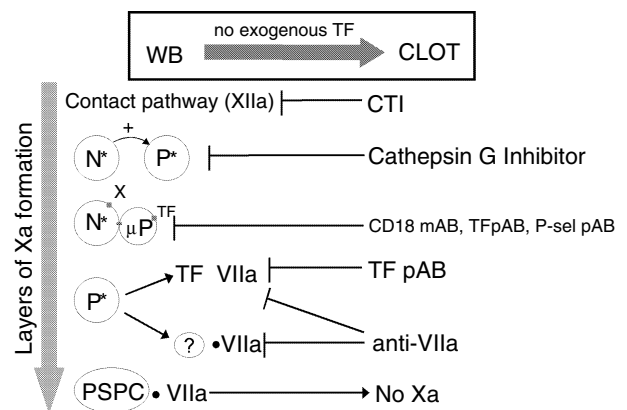 no exogenous TF
WB CLOT
Layers of Xa formation
Contact pathway (XIIa) CTI
+
N* P* Cathepsin G Inhibitor
X
TF
N* μP CD18 mAB, TFpAB, P-sel pAB
TF VIIa TF pAB
P*
? •VIIa anti-VIIa
PSPC • VIIa No Xa